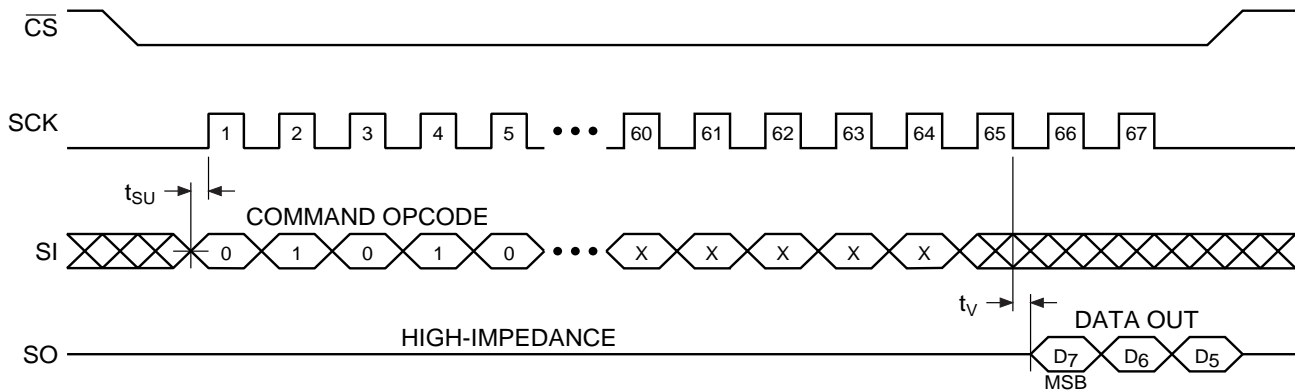 CS
SCK 1 2 3 4 5 ••• 60 61 62 63 64 65 66 67
tSU
COMMAND OPCODE
SI 0 1 0 1 0 ••• X X X X X
tV
HIGH-IMPEDANCE
DATA OUT
SO D7 D6 D5
MSB